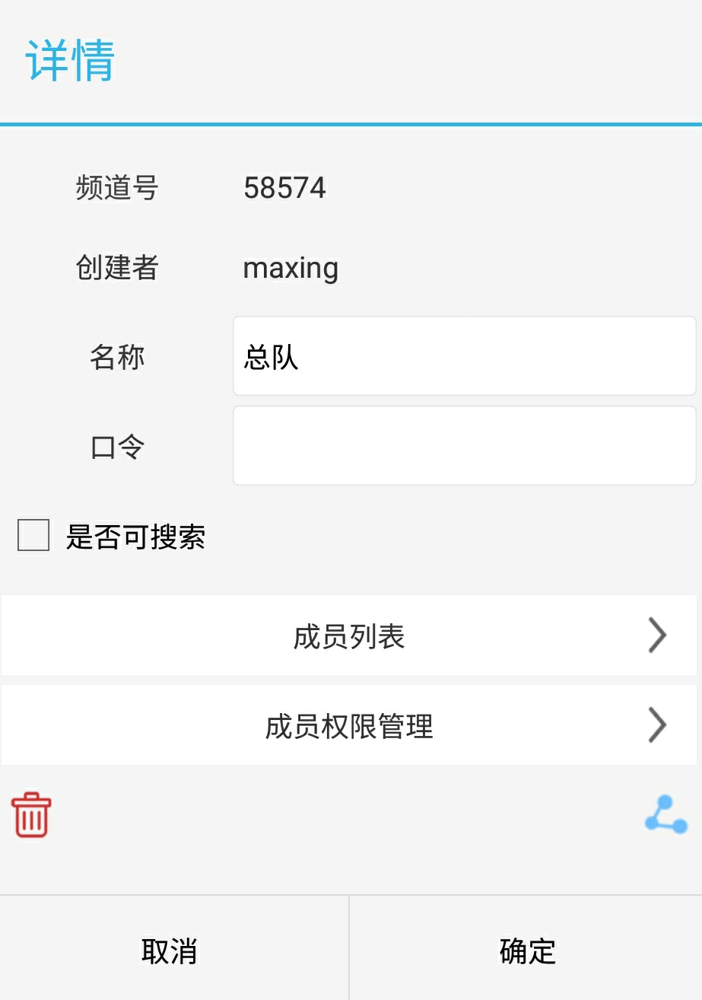 详情
频道号 58574
创建者 maxing
名称 总队
口令
是否可搜索
成员列表
成员权限管理
取消 确定